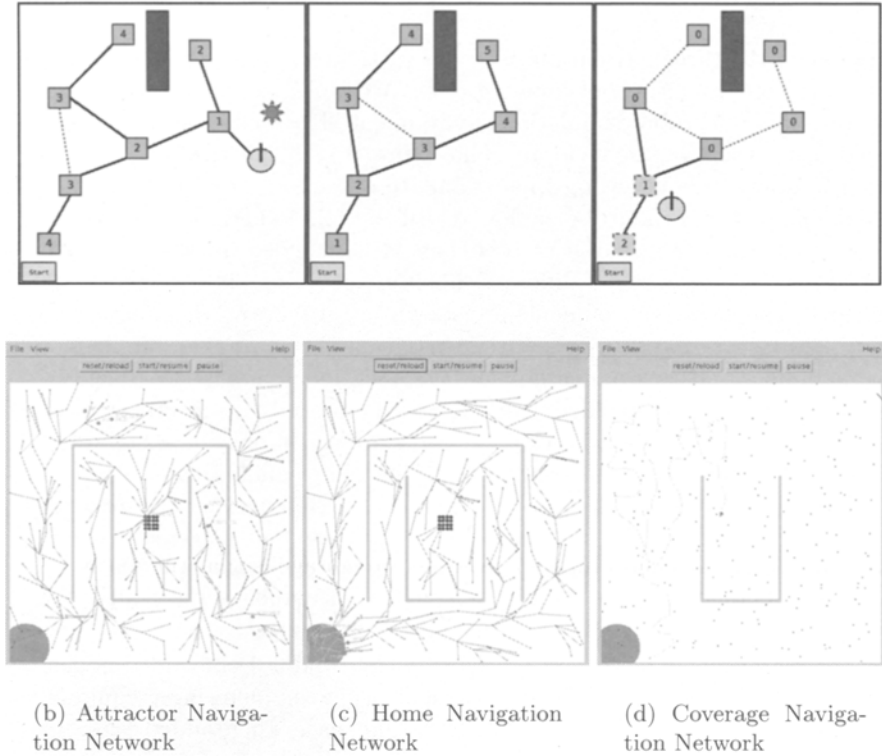 4 2 4 5 0 0
3 1 3 4 0 0
2 3 0
3 2 1
4 1 2
Start Start Start
File View Help File View Help File View Help
reset/reload start/resume pause reset/reload start/resume pause reset/reload start/resume pause
(b) Attractor Naviga- (c) Home Navigation (d) Coverage Naviga-
tion Network Network tion Network